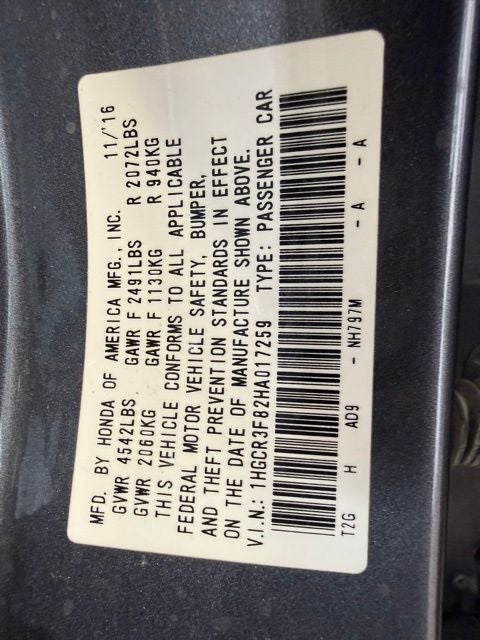 MFD. BY HONDA OF AMERICA MFG., INC. 11/'16
GVWR 4542LBS GAWR F 2491LBS R 2072LBS
GVWR 2060KG GAWR F 1130KG R 940KG
THIS VEHICLE CONFORMS TO ALL APPLICABLE
FEDERAL MOTOR VEHICLE SAFETY, BUMPER,
AND THEFT PREVENTION STANDARDS IN EFFECT
ON THE DATE OF MANUFACTURE SHOWN ABOVE.
V.I.N.: 1HGCR3F82HA017259 TYPE: PASSENGER CAR
T2G H AD9 - NH797M - A - A